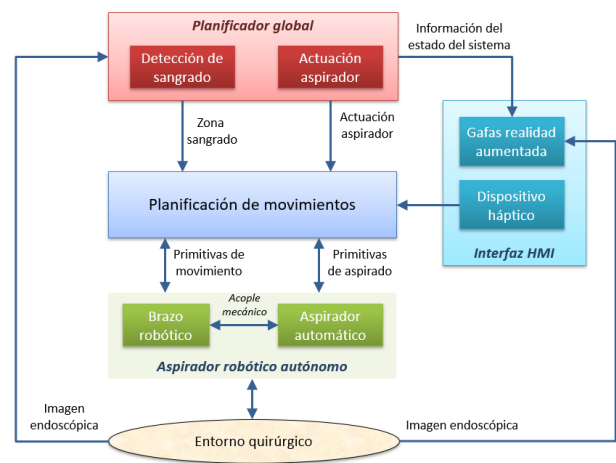 Planificador global
Detección de
sangrado
Actuación
aspirador
Información del
estado del sistema
Zona
sangrado
Actuación
aspirador
Gafas realidad
aumentada
Dispositivo
háptico
Interfaz HMI
Planificación de movimientos
Primitivas de
movimiento
Primitivas
de aspirado
Brazo
robótico
Acople
mecánico
Aspirador
automático
Aspirador robótico autónomo
Imagen
endoscópica
Entorno quirúrgico
Imagen endoscópica